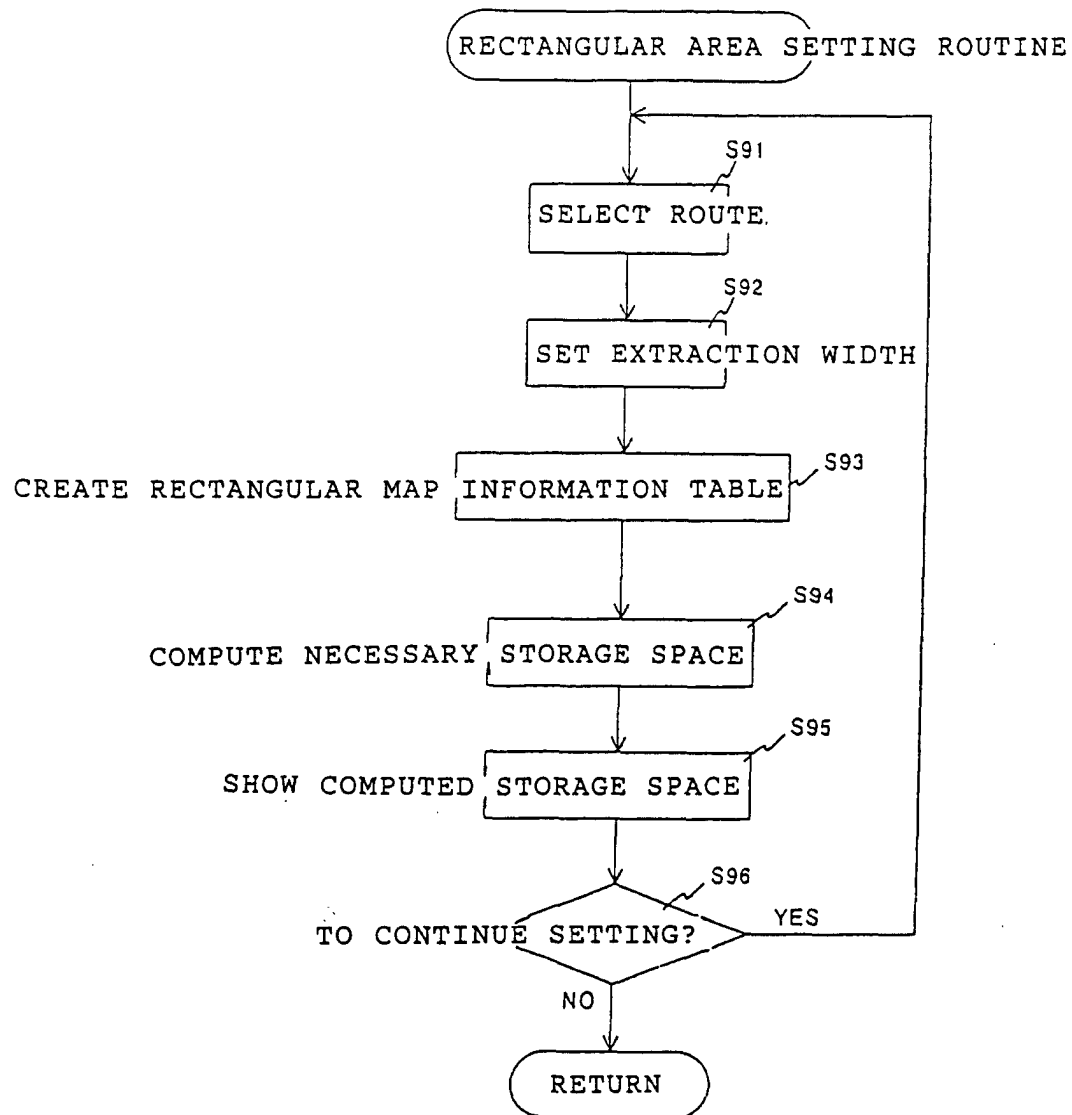 RECTANGULAR AREA SETTING ROUTINE
S91
SELECT ROUTE
S92
SET EXTRACTION WIDTH
S93
CREATE RECTANGULAR MAP INFORMATION TABLE
S94
COMPUTE NECESSARY STORAGE SPACE
S95
SHOW COMPUTED STORAGE SPACE
S96
TO CONTINUE SETTING?
YES
NO
RETURN